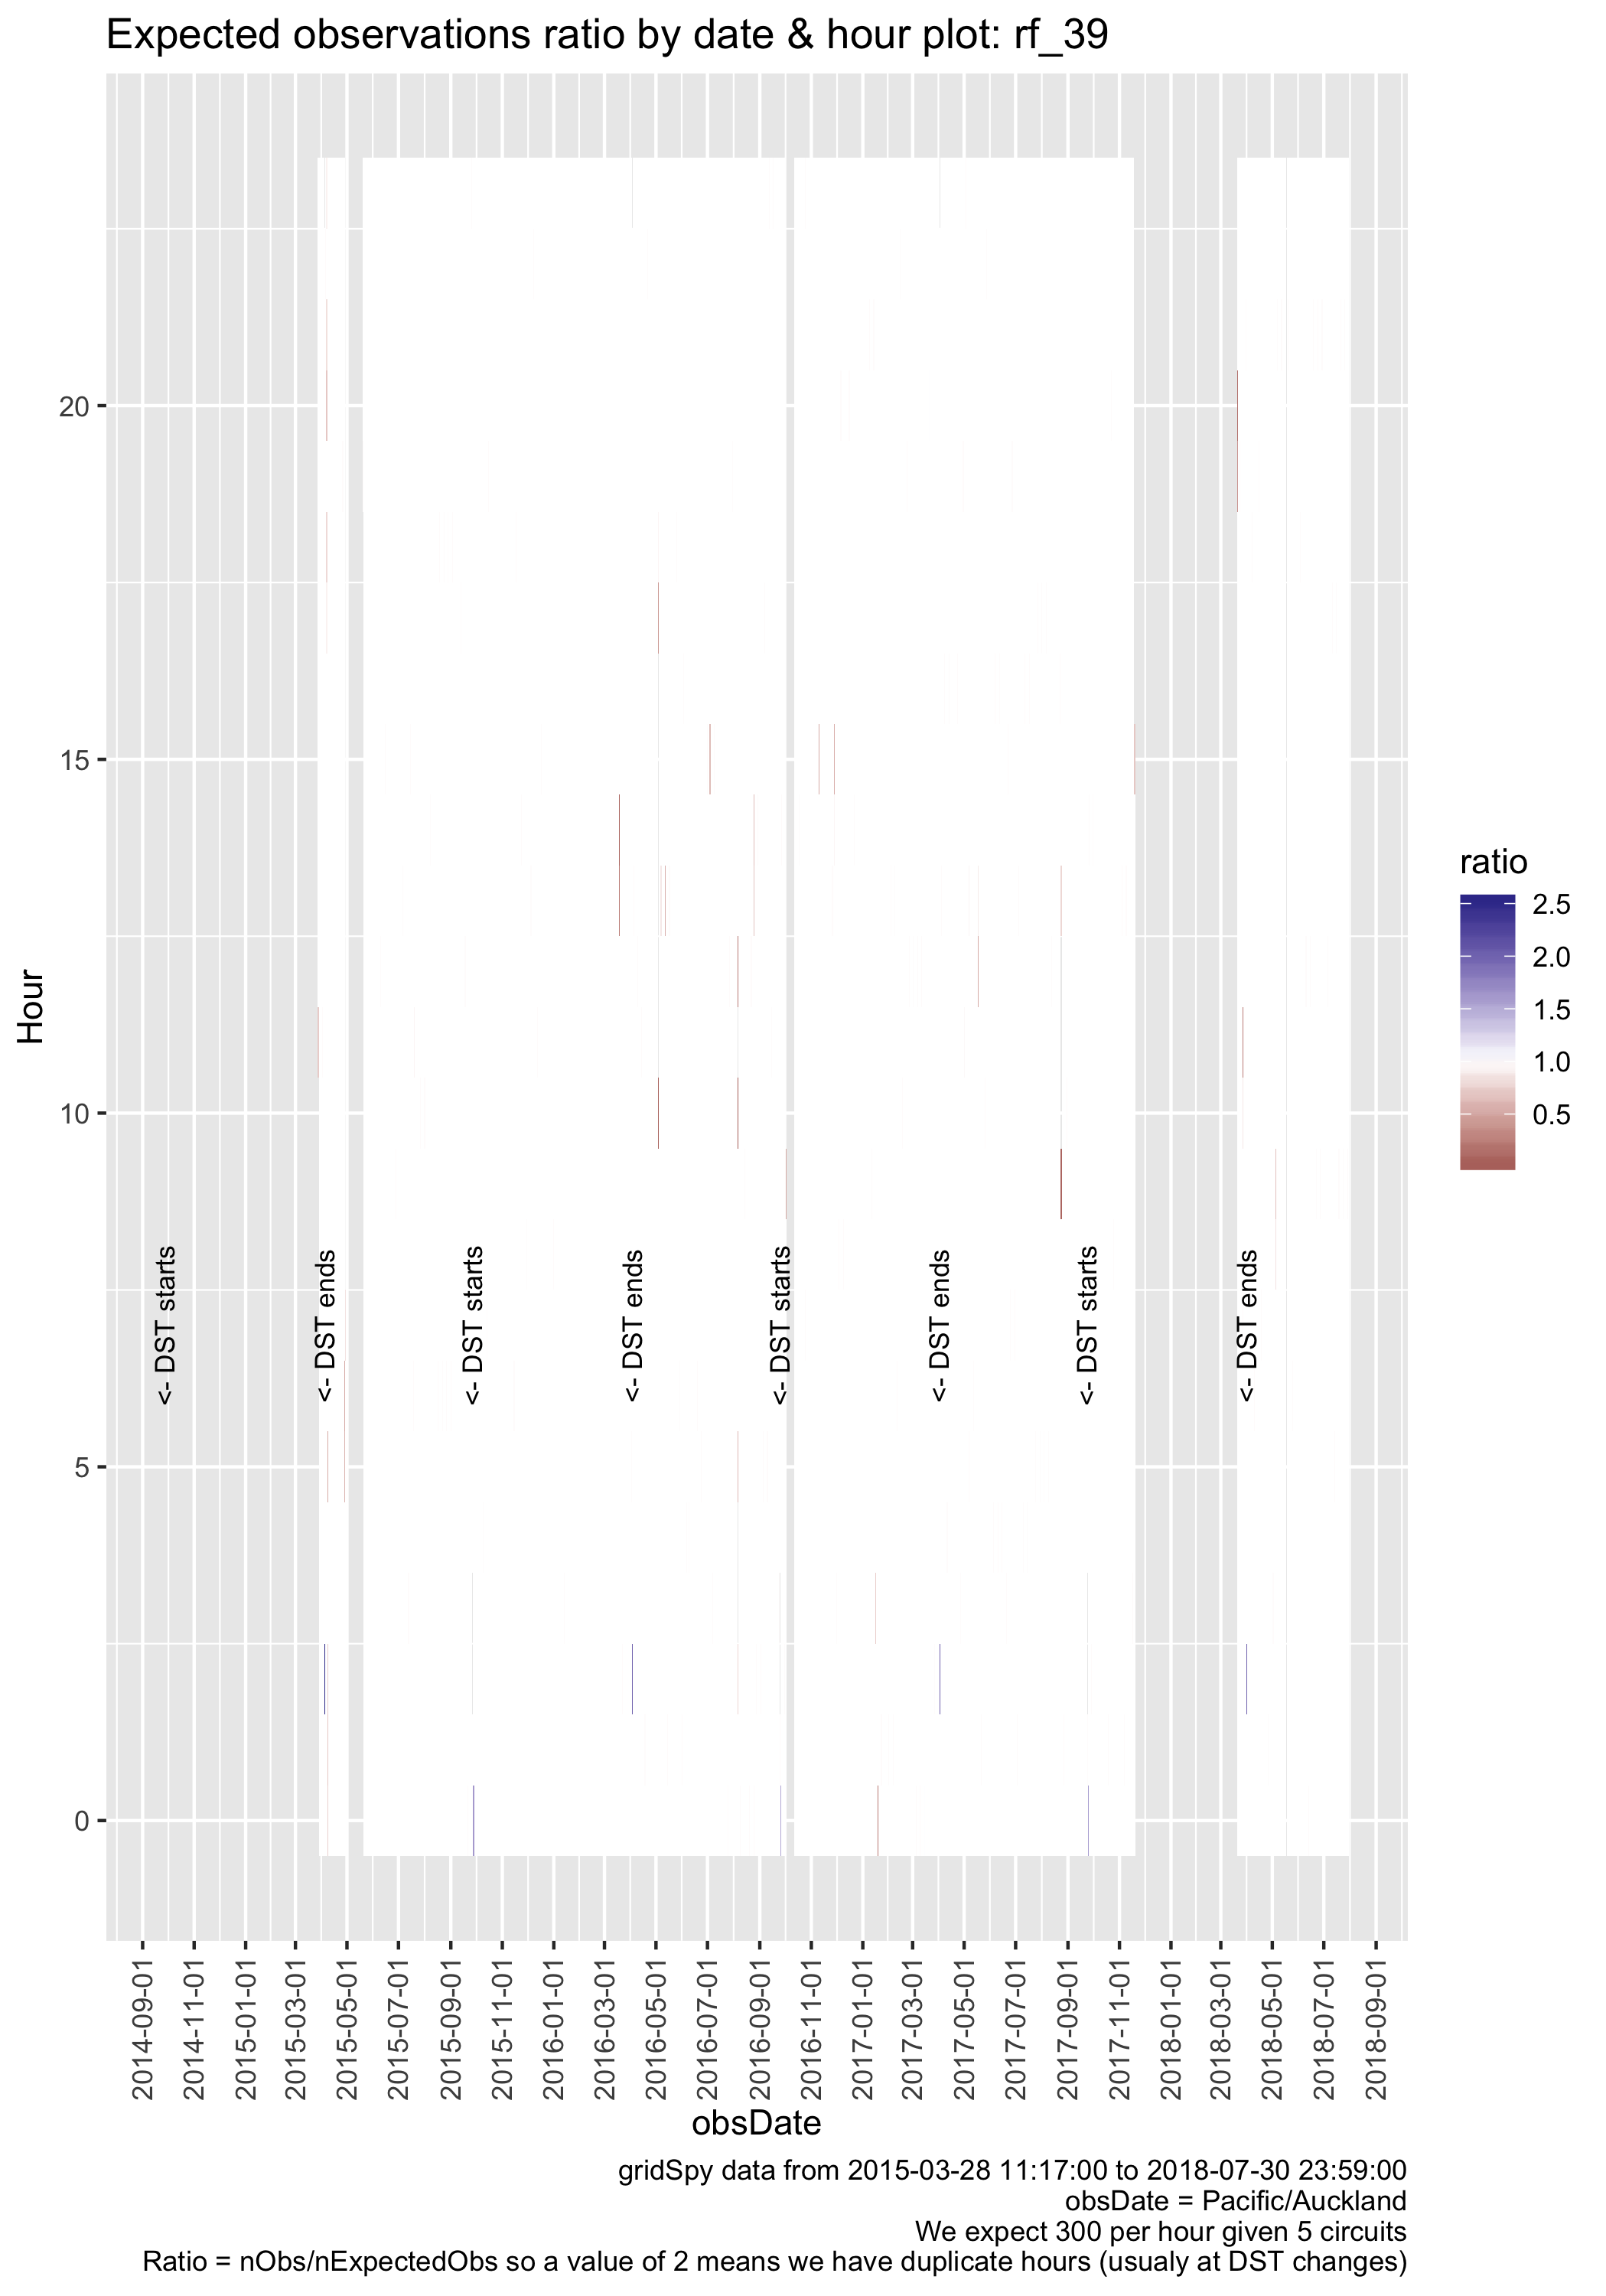 Expected observations ratio by date & hour plot: rf_39
Hour
20
15
10
5
0
<- DST starts
<- DST ends
<- DST starts
<- DST ends
<- DST starts
<- DST ends
<- DST starts
<- DST ends
ratio
2.5
2.0
1.5
1.0
0.5
2014-09-01
2014-11-01
2015-01-01
2015-03-01
2015-05-01
2015-07-01
2015-09-01
2015-11-01
2016-01-01
2016-03-01
2016-05-01
2016-07-01
2016-09-01
2016-11-01
2017-01-01
2017-03-01
2017-05-01
2017-07-01
2017-09-01
2017-11-01
2018-01-01
2018-03-01
2018-05-01
2018-07-01
2018-09-01
obsDate
gridSpy data from 2015-03-28 11:17:00 to 2018-07-30 23:59:00
obsDate = Pacific/Auckland
We expect 300 per hour given 5 circuits
Ratio = nObs/nExpectedObs so a value of 2 means we have duplicate hours (usualy at DST changes)